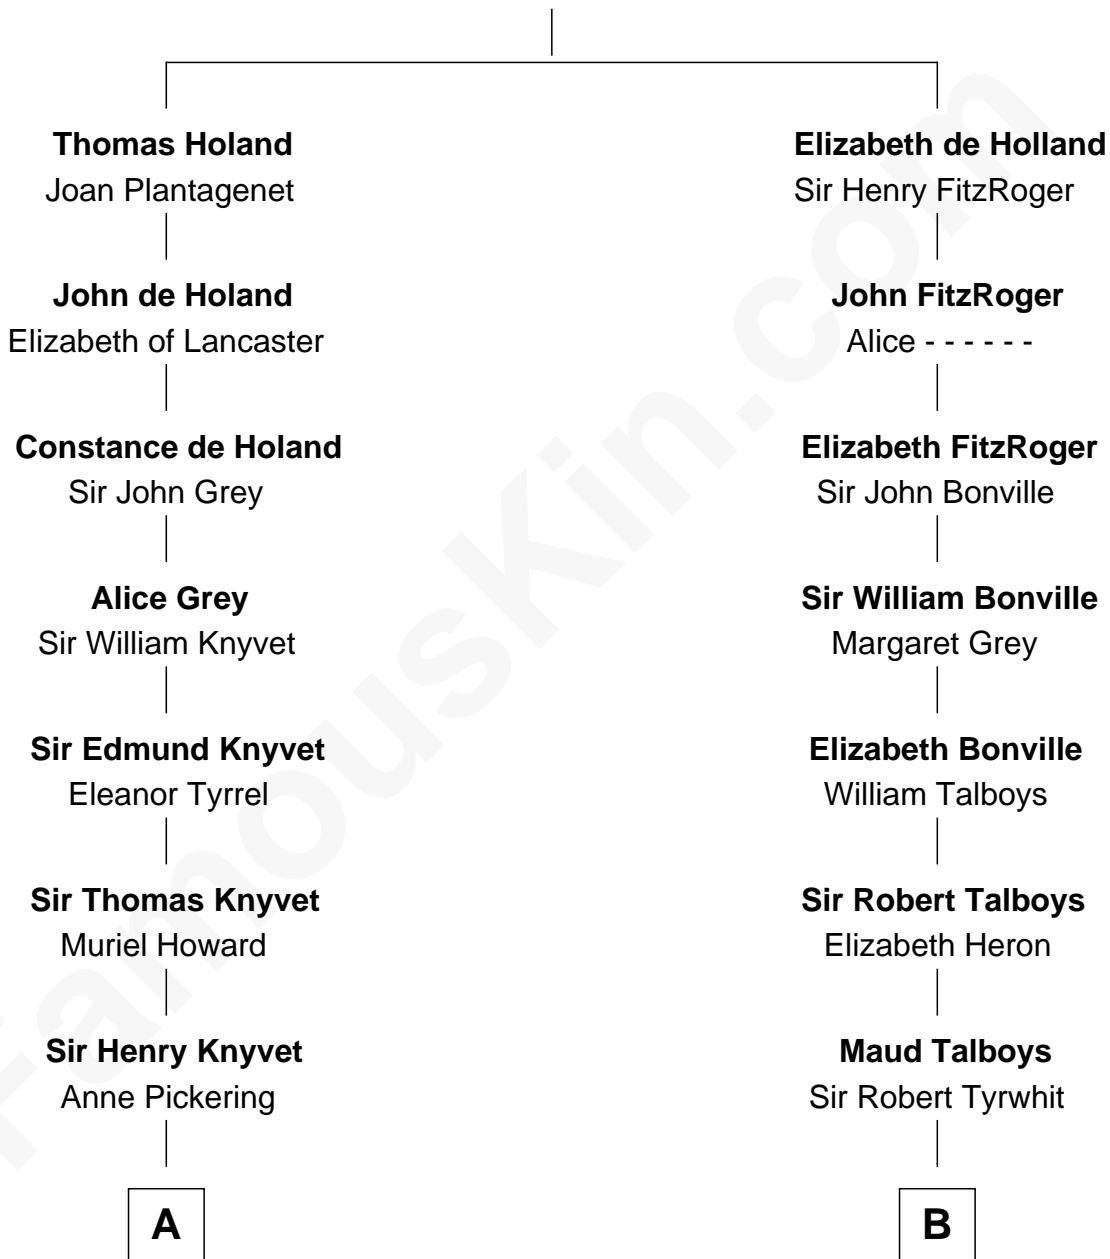 Thomas Holand
Joan Plantagenet
John de Holand
Elizabeth of Lancaster
Constance de Holand
Sir John Grey
Alice Grey
Sir William Knyvet
Sir Edmund Knyvet
Eleanor Tyrrel
Sir Thomas Knyvet
Muriel Howard
Sir Henry Knyvet
Anne Pickering
A
Elizabeth de Holland
Sir Henry FitzRoger
John FitzRoger
Alice - - - - - -
Elizabeth FitzRoger
Sir John Bonville
Sir William Bonville
Margaret Grey
Elizabeth Bonville
William Talboys
Sir Robert Talboys
Elizabeth Heron
Maud Talboys
Sir Robert Tyrwhit
B
FamousKin.com